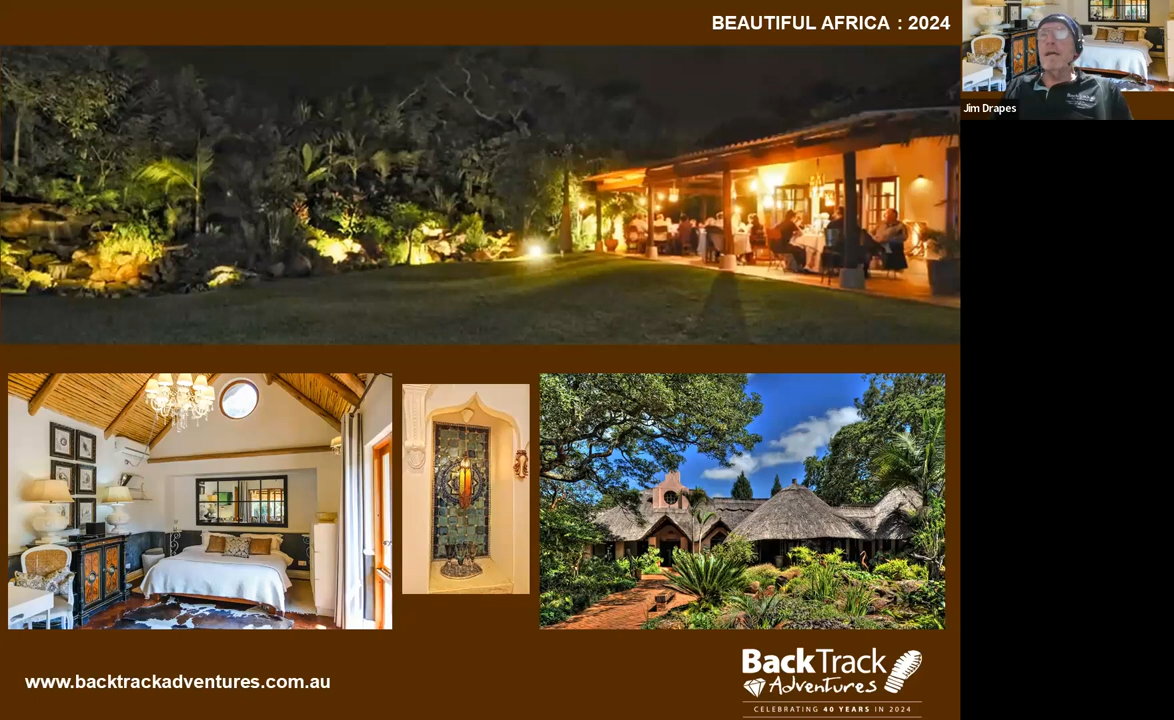 BEAUTIFUL AFRICA : 2024
Jim Drapes
www.backtrackadventures.com.au
BackTrack
Adventures
CELEBRATING 40 YEARS IN 2024